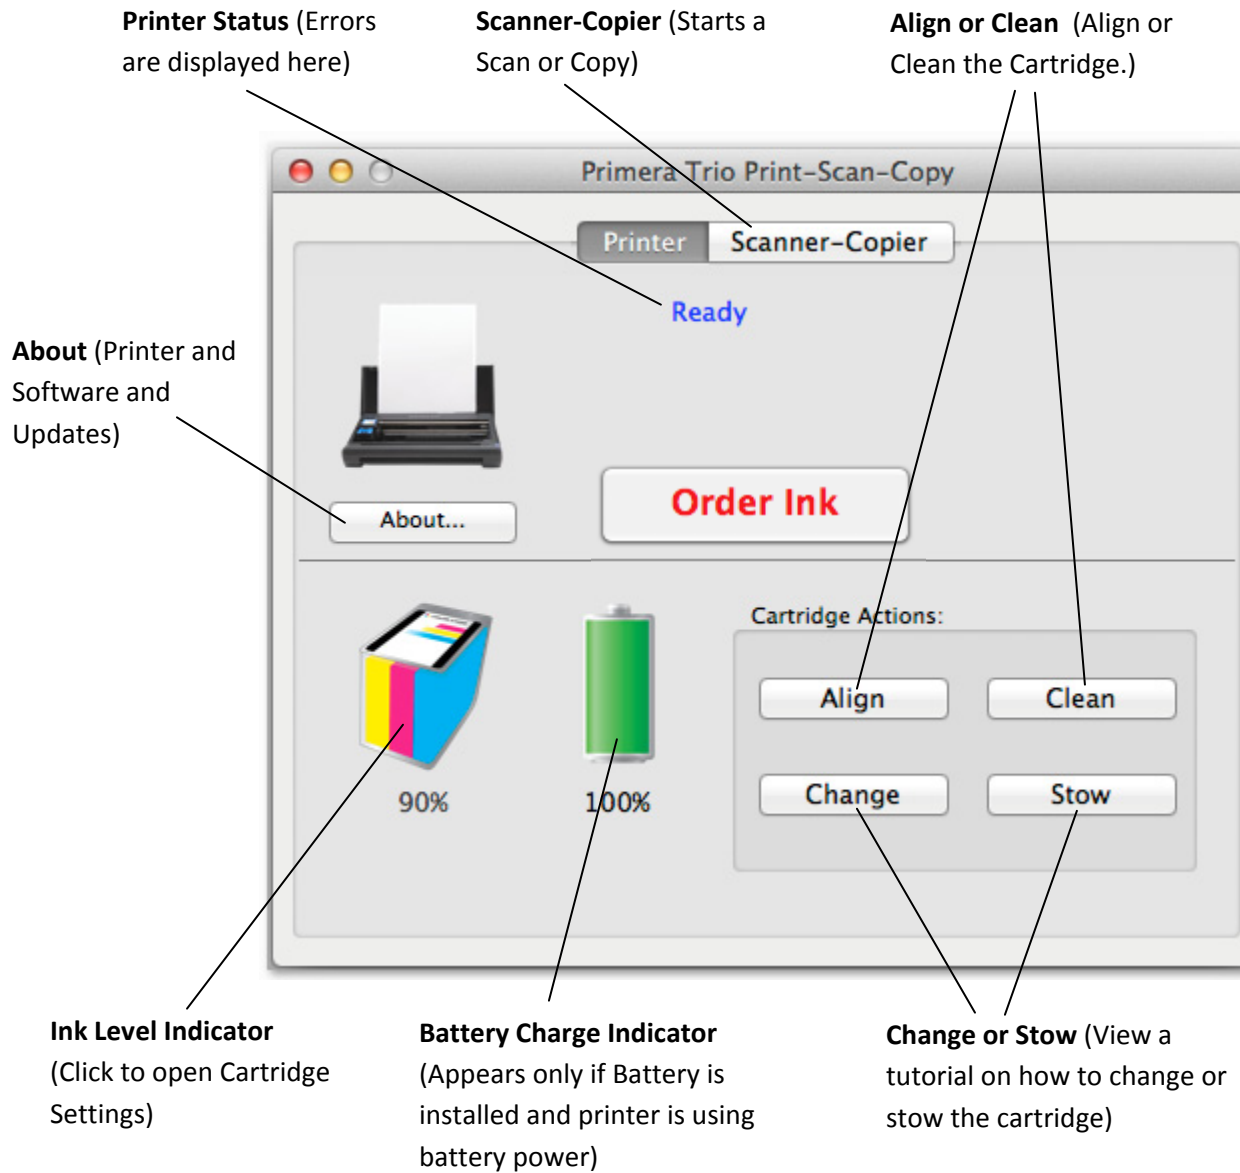 Printer Status (Errors
are displayed here)
Scanner-Copier (Starts a
Scan or Copy)
Align or Clean  (Align or
Clean the Cartridge.)
Primera Trio Print-Scan-Copy
Printer
Scanner-Copier
Ready
About (Printer and
Software and
Updates)
About...
Order Ink
Cartridge Actions:
Align
Clean
90%
100%
Change
Stow
Ink Level Indicator
(Click to open Cartridge
Settings)
Battery Charge Indicator
(Appears only if Battery is
installed and printer is using
battery power)
Change or Stow (View a
tutorial on how to change or
stow the cartridge)